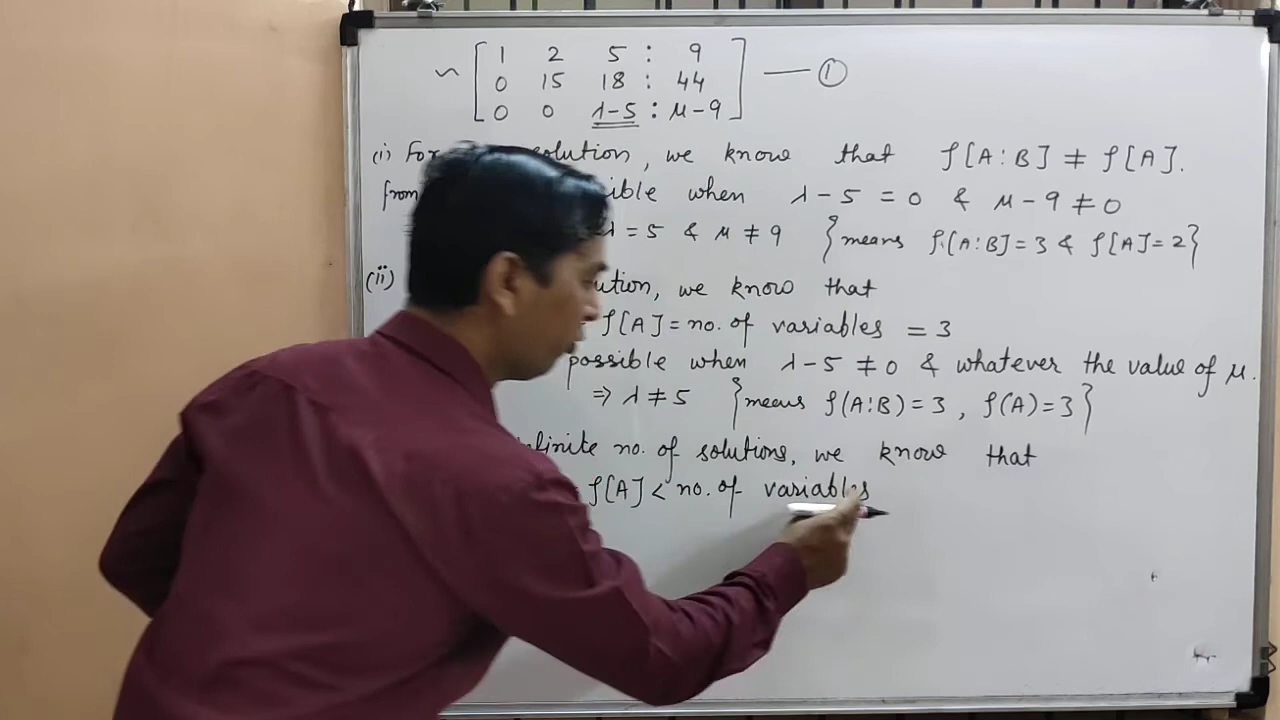 ~ [ 1 2 5 : 9
0 15 18 : 44
0 0 λ-5 : μ-9 ] — ①
(i) For solution, we know that ρ[A:B] ≠ ρ[A].
from when λ-5 = 0 & μ-9 ≠ 0
λ = 5 & μ ≠ 9 {means ρ[A:B]=3 & ρ[A]=2}
(ii) we know that
ρ[A] = no. of variables = 3
possible when λ-5 ≠ 0 & whatever the value of μ.
⇒ λ ≠ 5 {means ρ(A:B)=3, ρ(A)=3}
infinite no. of solutions, we know that
ρ[A] < no. of variables